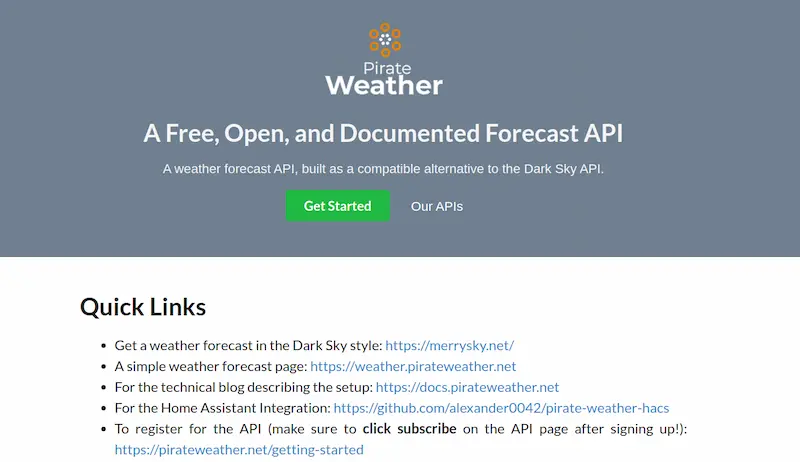 Pirate
Weather
A Free, Open, and Documented Forecast API
A weather forecast API, built as a compatible alternative to the Dark Sky API.
Get Started Our APIs
Quick Links
• Get a weather forecast in the Dark Sky style: https://merrysky.net/
• A simple weather forecast page: https://weather.pirateweather.net
• For the technical blog describing the setup: https://docs.pirateweather.net
• For the Home Assistant Integration: https://github.com/alexander0042/pirate-weather-hacs
• To register for the API (make sure to click subscribe on the API page after signing up!):
https://pirateweather.net/getting-started